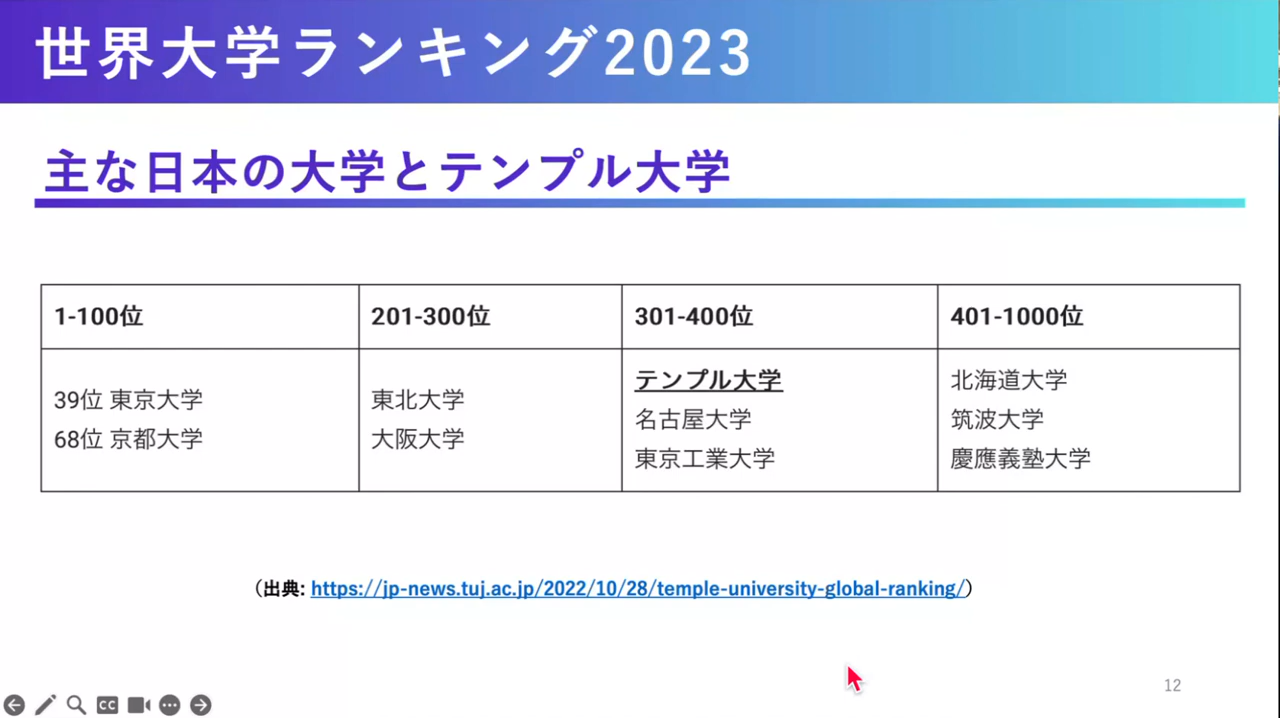 世界大学ランキング2023
主な日本の大学とテンプル大学
1-100位
201-300位
301-400位
401-1000位
39位 東京大学
68位 京都大学
東北大学
大阪大学
テンプル大学
名古屋大学
東京工業大学
北海道大学
筑波大学
慶應義塾大学
（出典: https://jp-news.tuj.ac.jp/2022/10/28/temple-university-global-ranking/）
12
CC